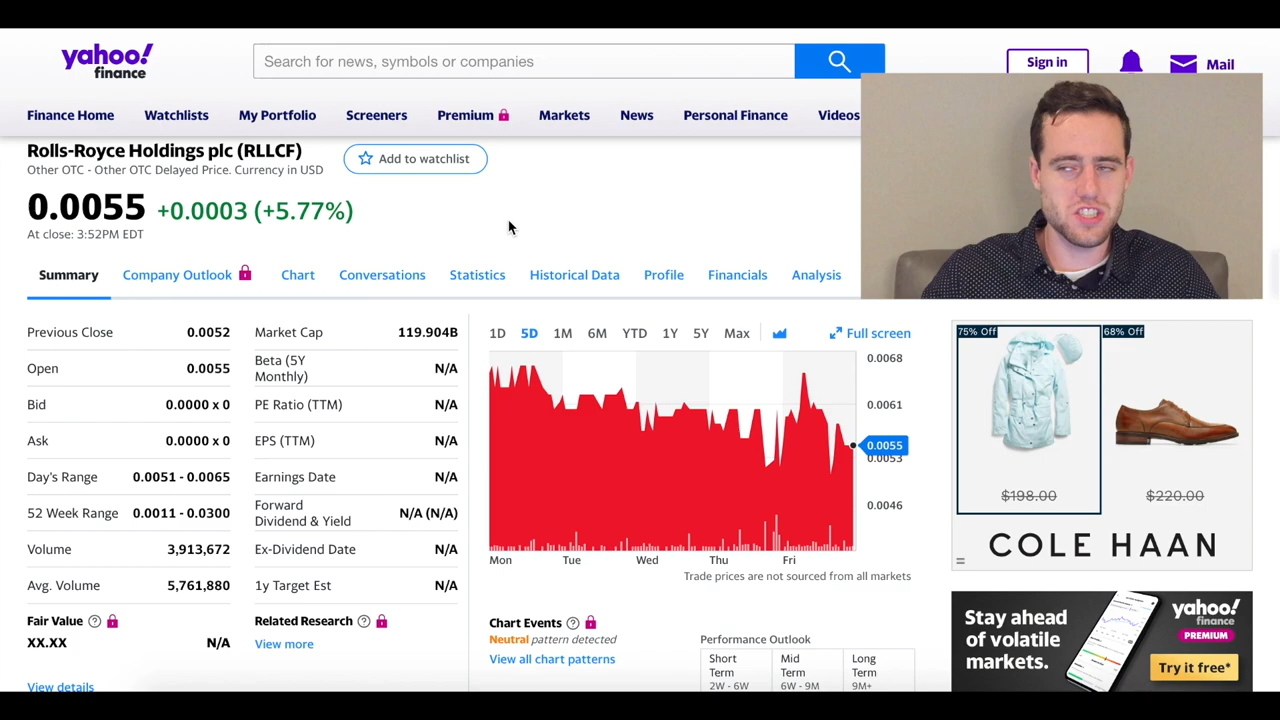 yahoo!
finance
Search for news, symbols or companies
Sign in
Mail
Finance Home
Watchlists
My Portfolio
Screeners
Premium
Markets
News
Personal Finance
Videos
Rolls-Royce Holdings plc (RLLCF)
Add to watchlist
Other OTC - Other OTC Delayed Price. Currency in USD
0.0055 +0.0003 (+5.77%)
At close: 3:52PM EDT
Summary
Company Outlook
Chart
Conversations
Statistics
Historical Data
Profile
Financials
Analysis
Previous Close 0.0052
Open 0.0055
Bid 0.0000 x 0
Ask 0.0000 x 0
Day's Range 0.0051 - 0.0065
52 Week Range 0.0011 - 0.0300
Volume 3,913,672
Avg. Volume 5,761,880
Fair Value
XX.XX N/A
View details
Market Cap 119.904B
Beta (5Y
Monthly) N/A
PE Ratio (TTM) N/A
EPS (TTM) N/A
Earnings Date N/A
Forward
Dividend & Yield N/A (N/A)
Ex-Dividend Date N/A
1y Target Est N/A
Related Research
View more
1D 5D 1M 6M YTD 1Y 5Y Max
Full screen
0.0068
0.0061
0.0055
0.0053
0.0046
Mon Tue Wed Thu Fri
Trade prices are not sourced from all markets
Chart Events
Neutral pattern detected
View all chart patterns
Performance Outlook
Short
Term
2W - 6W
Mid
Term
6W - 9M
Long
Term
9M+
75% Off
68% Off
$198.00
$220.00
COLE HAAN
Stay ahead
of volatile
markets.
yahoo!
finance
PREMIUM
Try it free*